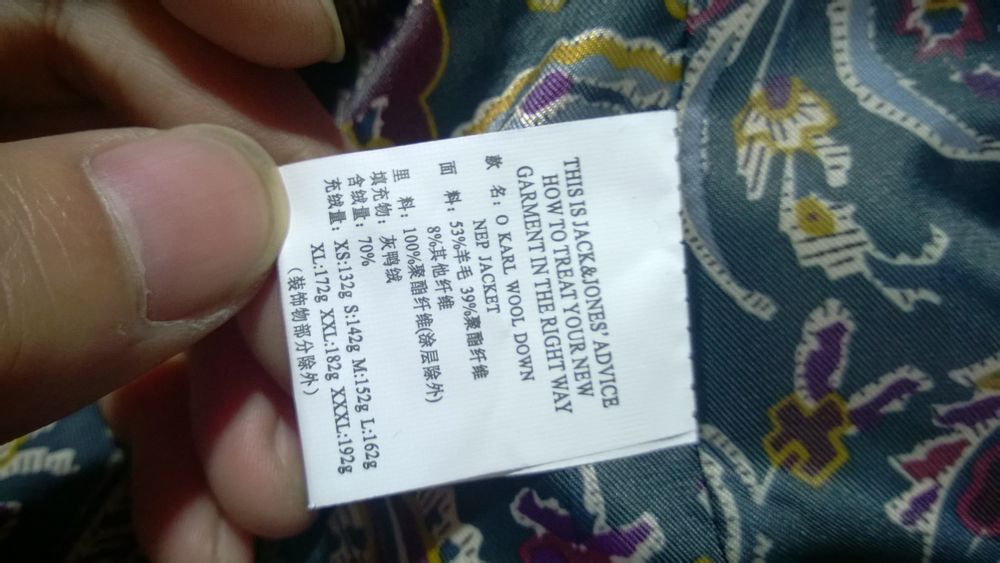 THIS IS JACK&JONES' ADVICE
HOW TO TREAT YOUR NEW
GARMENT IN THE RIGHT WAY
款 名: O KARL WOOL DOWN
NEP JACKET
面 料: 53%羊毛 39%聚酯纤维
8%其他纤维
里 料: 100%聚酯纤维(涂层除外)
填充物: 灰鸭绒
含绒量: 70%
充绒量: XS:132g S:142g M:152g L:162g
XL:172g XXL:182g XXXL:192g
(装饰物部分除外)